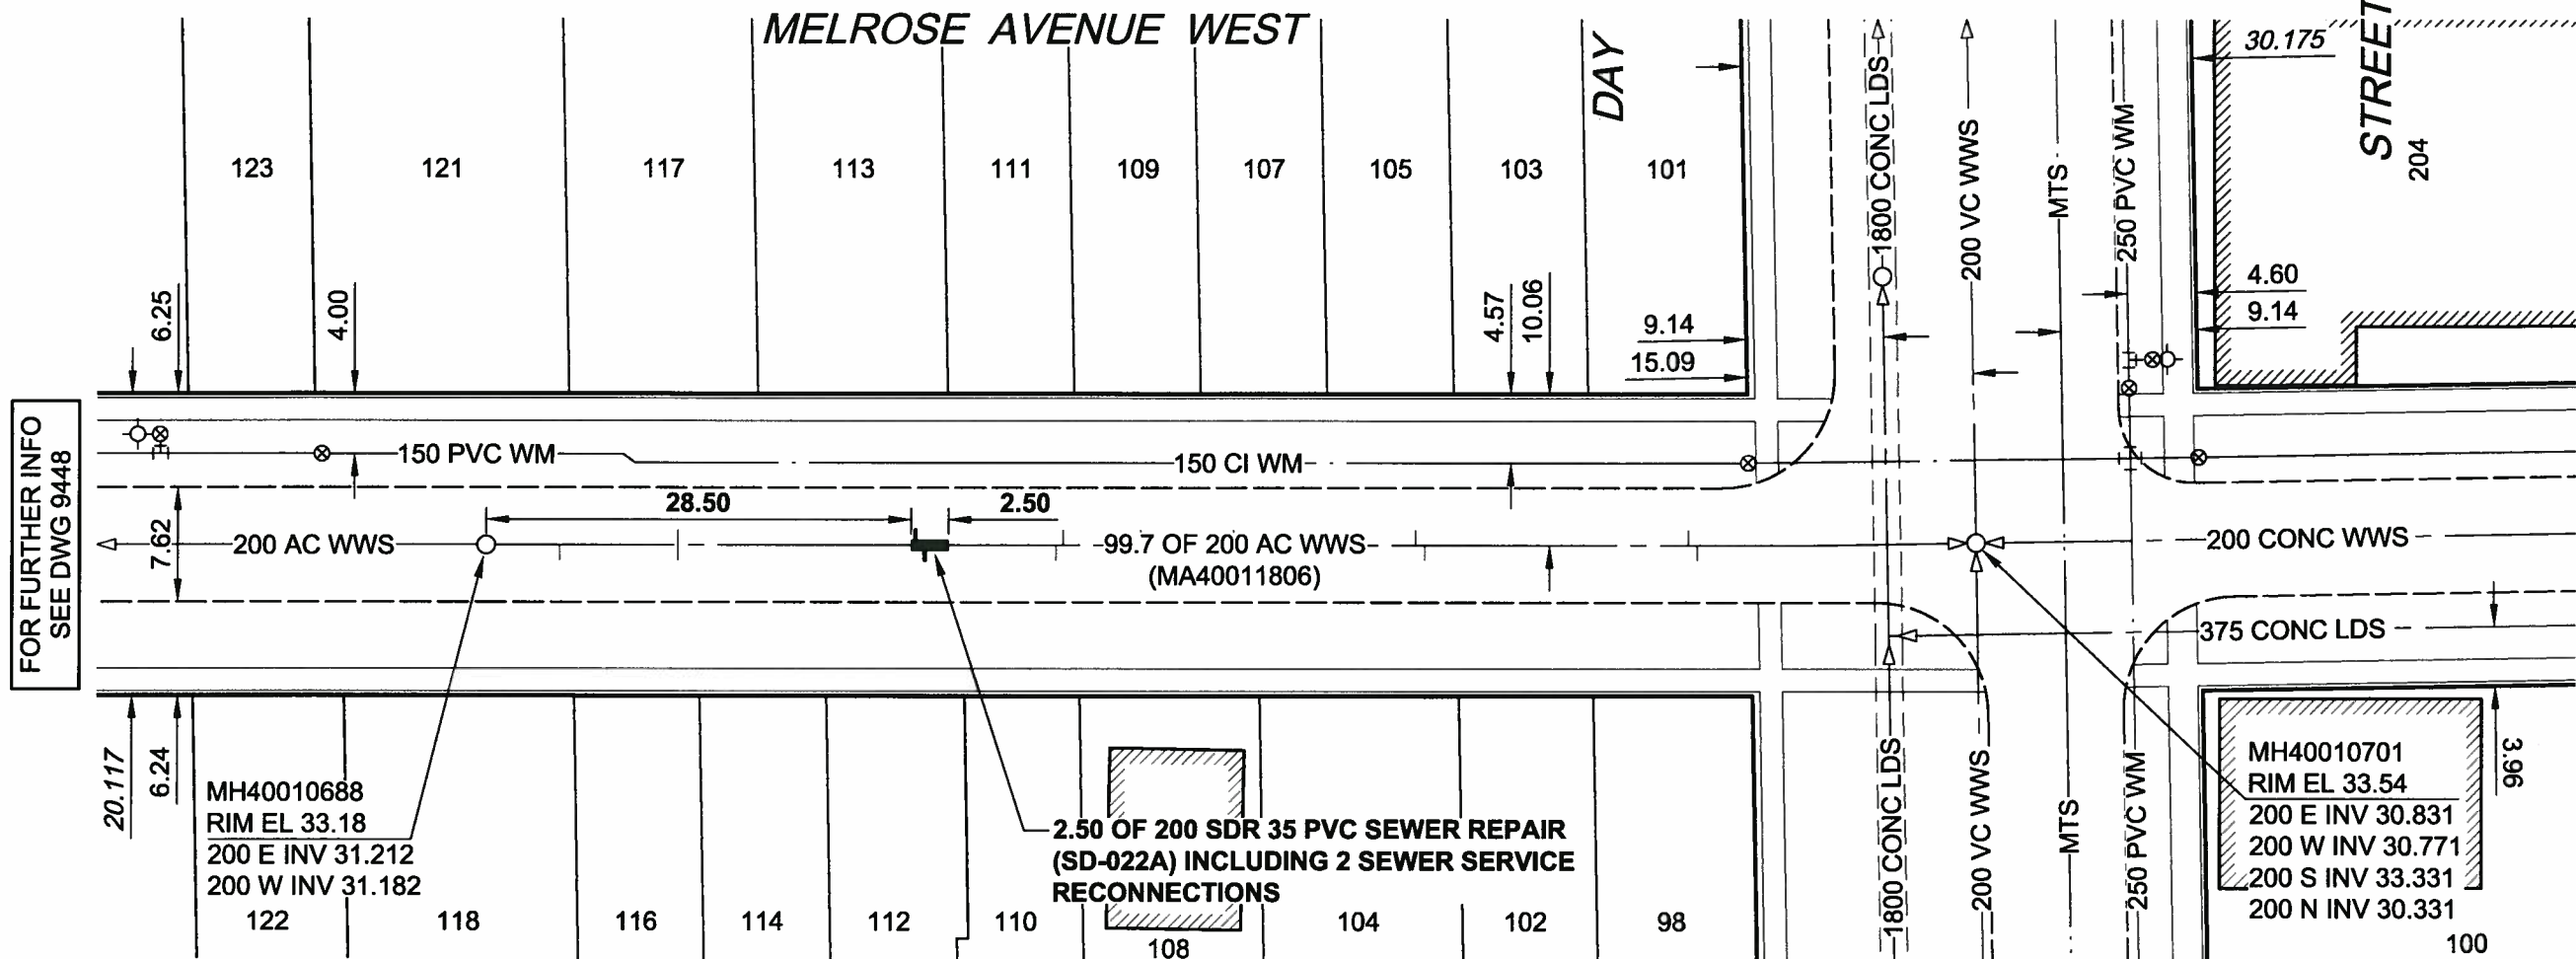 MELROSE AVENUE WEST
DAY
STREET
30.175
204
123
121
117
113
111
109
107
105
103
101
1800 CONC LDS
200 VC WWS
MTS
250 PVC WM
6.25
4.00
4.57
10.06
9.14
15.09
4.60
9.14
FOR FURTHER INFO
SEE DWG 9448
150 PVC WM
150 CI WM
28.50
2.50
7.62
200 AC WWS
99.7 OF 200 AC WWS
(MA40011806)
200 CONC WWS
375 CONC LDS
20.117
6.24
3.96
MH40010688
RIM EL 33.18
200 E INV 31.212
200 W INV 31.182
2.50 OF 200 SDR 35 PVC SEWER REPAIR
(SD-022A) INCLUDING 2 SEWER SERVICE
RECONNECTIONS
1800 CONC LDS
200 VC WWS
MTS
250 PVC WM
MH40010701
RIM EL 33.54
200 E INV 30.831
200 W INV 30.771
200 S INV 33.331
200 N INV 30.331
122
118
116
114
112
110
108
104
102
98
100